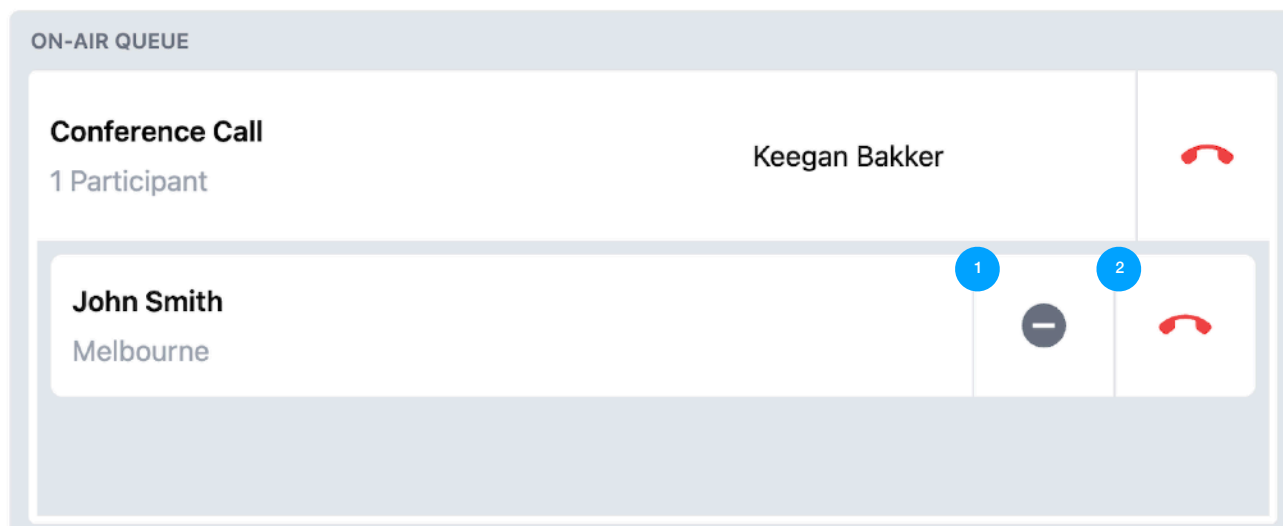 ON-AIR QUEUE
Conference Call
1 Participant
Keegan Bakker
1
2
John Smith
Melbourne